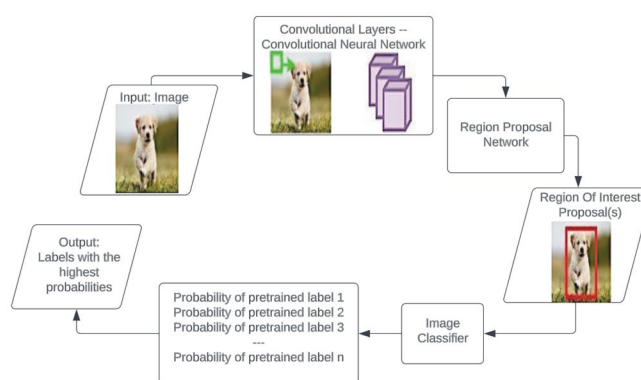 Input: Image
Convolutional Layers --
Convolutional Neural Network
Region Proposal
Network
Region Of Interest
Proposal(s)
Image
Classifier
Probability of pretrained label 1
Probability of pretrained label 2
Probability of pretrained label 3
---
Probability of pretrained label n
Output:
Labels with the
highest
probabilities